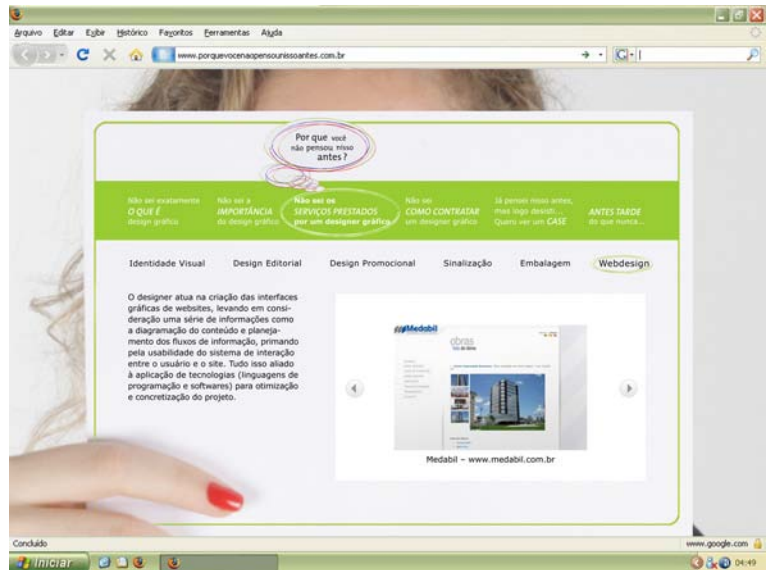 Arquivo Editar Exibir Histórico Favoritos Ferramentas Ajuda
www.porquevocenaopensounissoantes.com.br
Por que você
não pensou nisso
antes?
Não sei exatamente
O QUE É
design gráfico
Não sei a
IMPORTÂNCIA
do design gráfico
Não sei os
SERVIÇOS PRESTADOS
por um designer gráfico
Não sei
COMO CONTRATAR
um designer gráfico
Já pensei nisso antes,
mas logo desisti...
Quero ver um CASE
ANTES TARDE
do que nunca...
Identidade Visual Design Editorial Design Promocional Sinalização Embalagem Webdesign
O designer atua na criação das interfaces
gráficas de websites, levando em consi-
deração uma série de informações como
a diagramação do conteúdo e planeja-
mento dos fluxos de informação, primando
pela usabilidade do sistema de interação
entre o usuário e o site. Tudo isso aliado
à aplicação de tecnologias (linguagens de
programação e softwares) para otimização
e concretização do projeto.
Medabil
obras
Medabil – www.medabil.com.br
Concluído
www.google.com
Iniciar
04:49